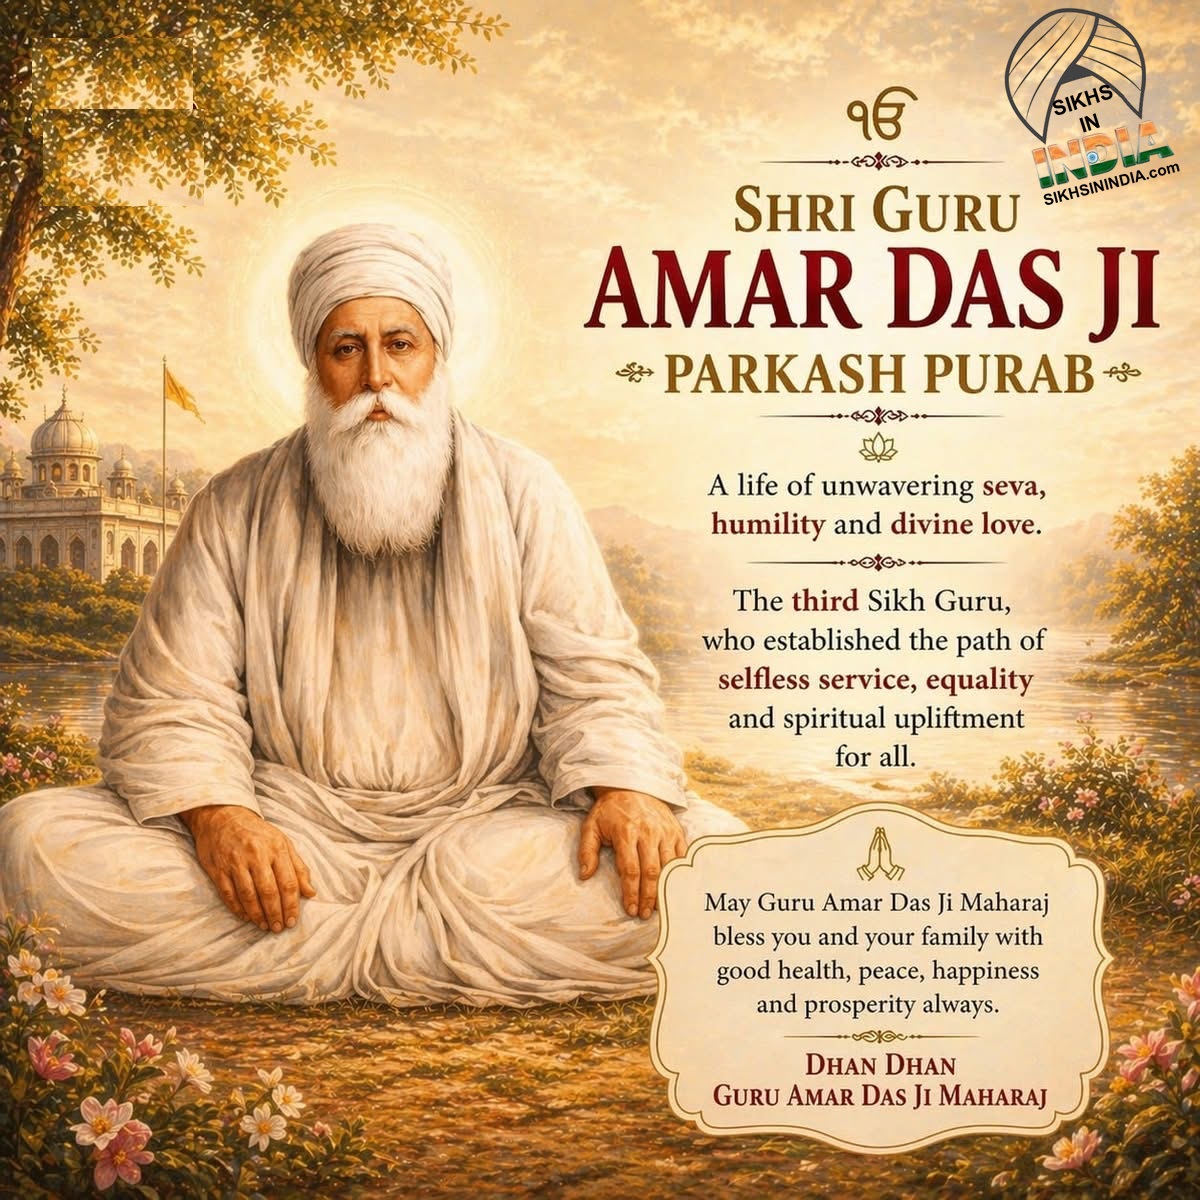 SIKHS
IN
INDIA
SIKHSININDIA.com
ੴ
SHRI GURU
AMAR DAS JI
PARKASH PURAB
A life of unwavering seva,
humility and divine love.
The third Sikh Guru,
who established the path of
selfless service, equality
and spiritual upliftment
for all.
May Guru Amar Das Ji Maharaj
bless you and your family with
good health, peace, happiness
and prosperity always.
DHAN DHAN
GURU AMAR DAS JI MAHARAJ